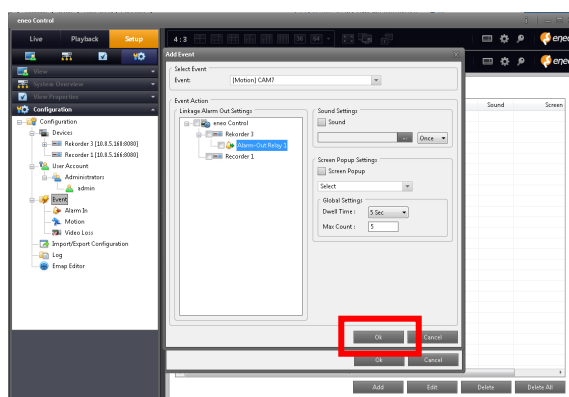 eneo Control
Live Playback Setup
4:3 36 64
eneo
Add Event
eneo
View
System Overview
View Properties
Configuration
Select Event
Event: [Motion] CAM7
Event Action
Linkage Alarm Out Settings
Sound Settings
Sound Screen
Configuration
eneo Control
Sound
Devices
Rekorder 3
Once
Rekorder 3 [10.8.5.168:8080]
Alarm-Out Relay 1
Recorder 1 [10.8.5.166:8080]
Recorder 1
Screen Popup Settings
User Account
Screen Popup
Administrators
Select
admin
Global Settings
Event
Dwell Time : 5 Sec
Alarm In
Max Count : 5
Motion
Video Loss
Import/Export Configuration
Log
Emap Editor
Ok Cancel
Ok Cancel
Add Edit Delete Delete All